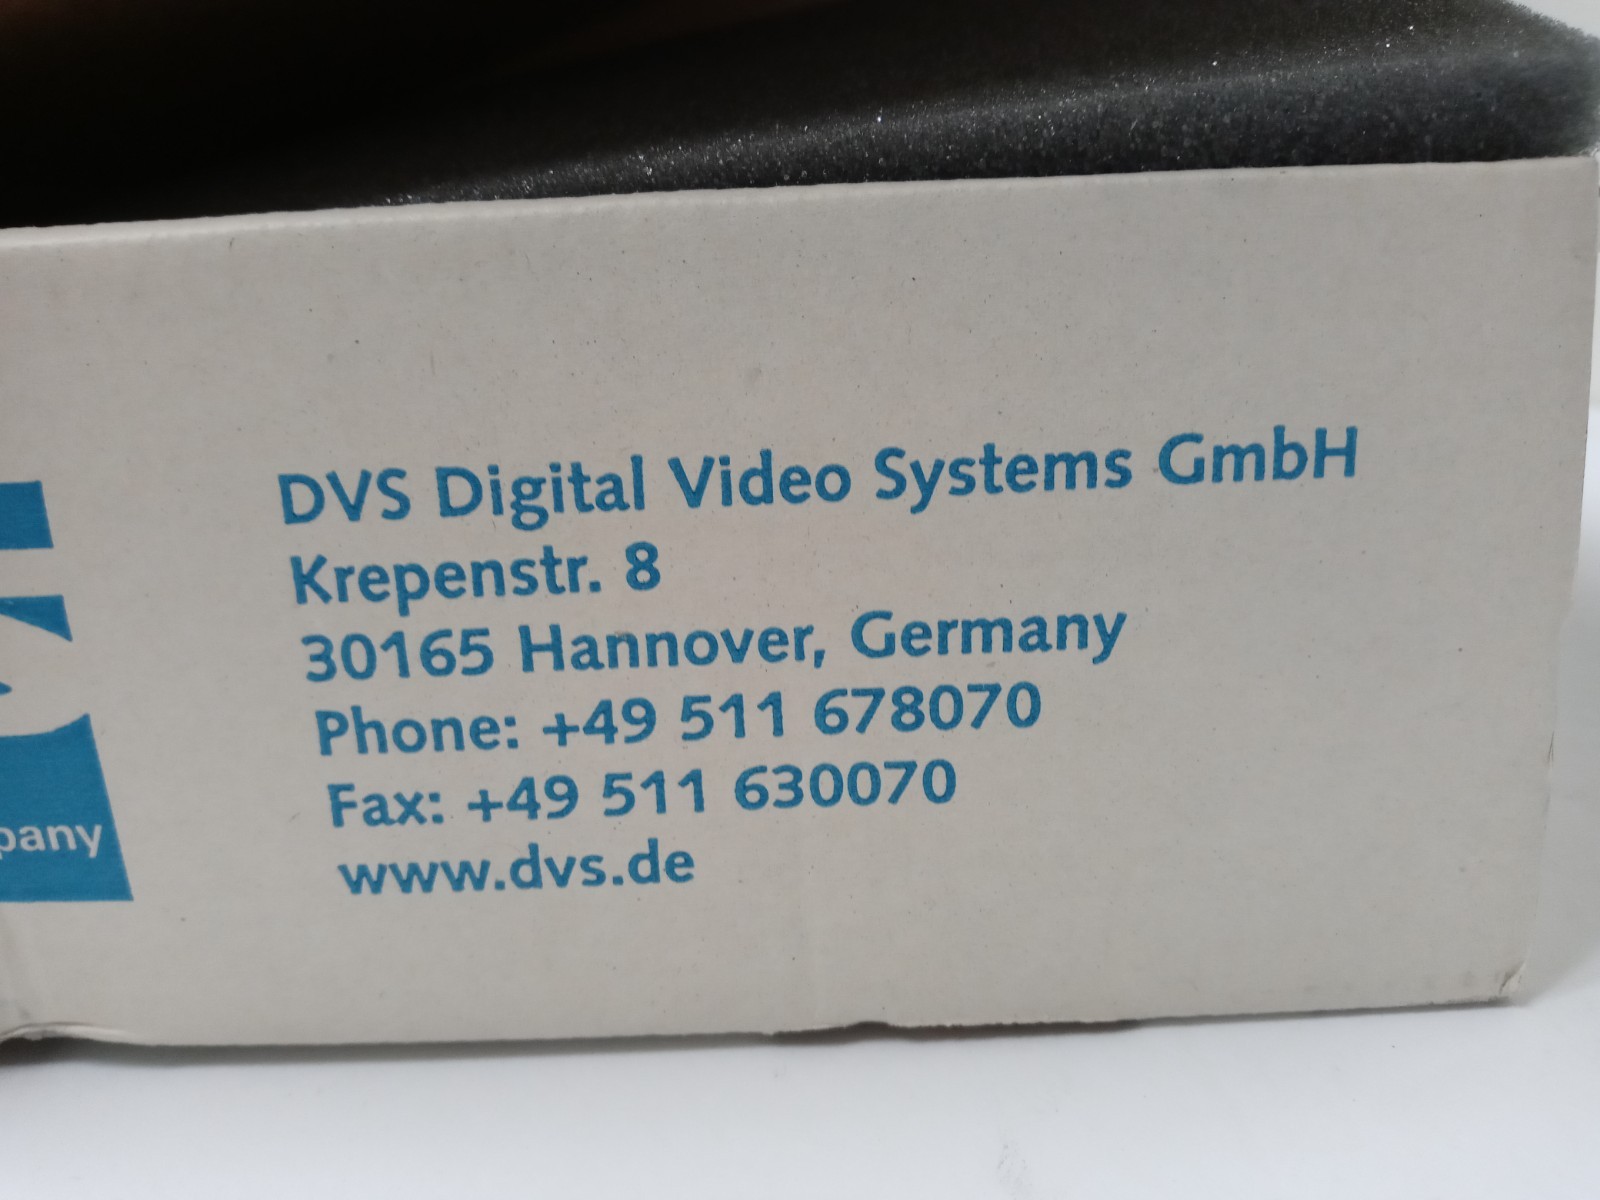 DVS Digital Video Systems GmbH
Krepenstr. 8
30165 Hannover, Germany
Phone: +49 511 678070
Fax: +49 511 630070
www.dvs.de
pany